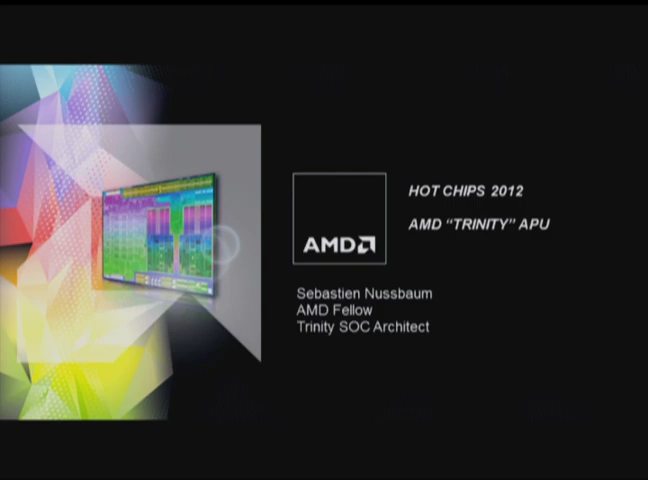 HOT CHIPS 2012
AMD “TRINITY” APU
AMD
Sebastien Nussbaum
AMD Fellow
Trinity SOC Architect